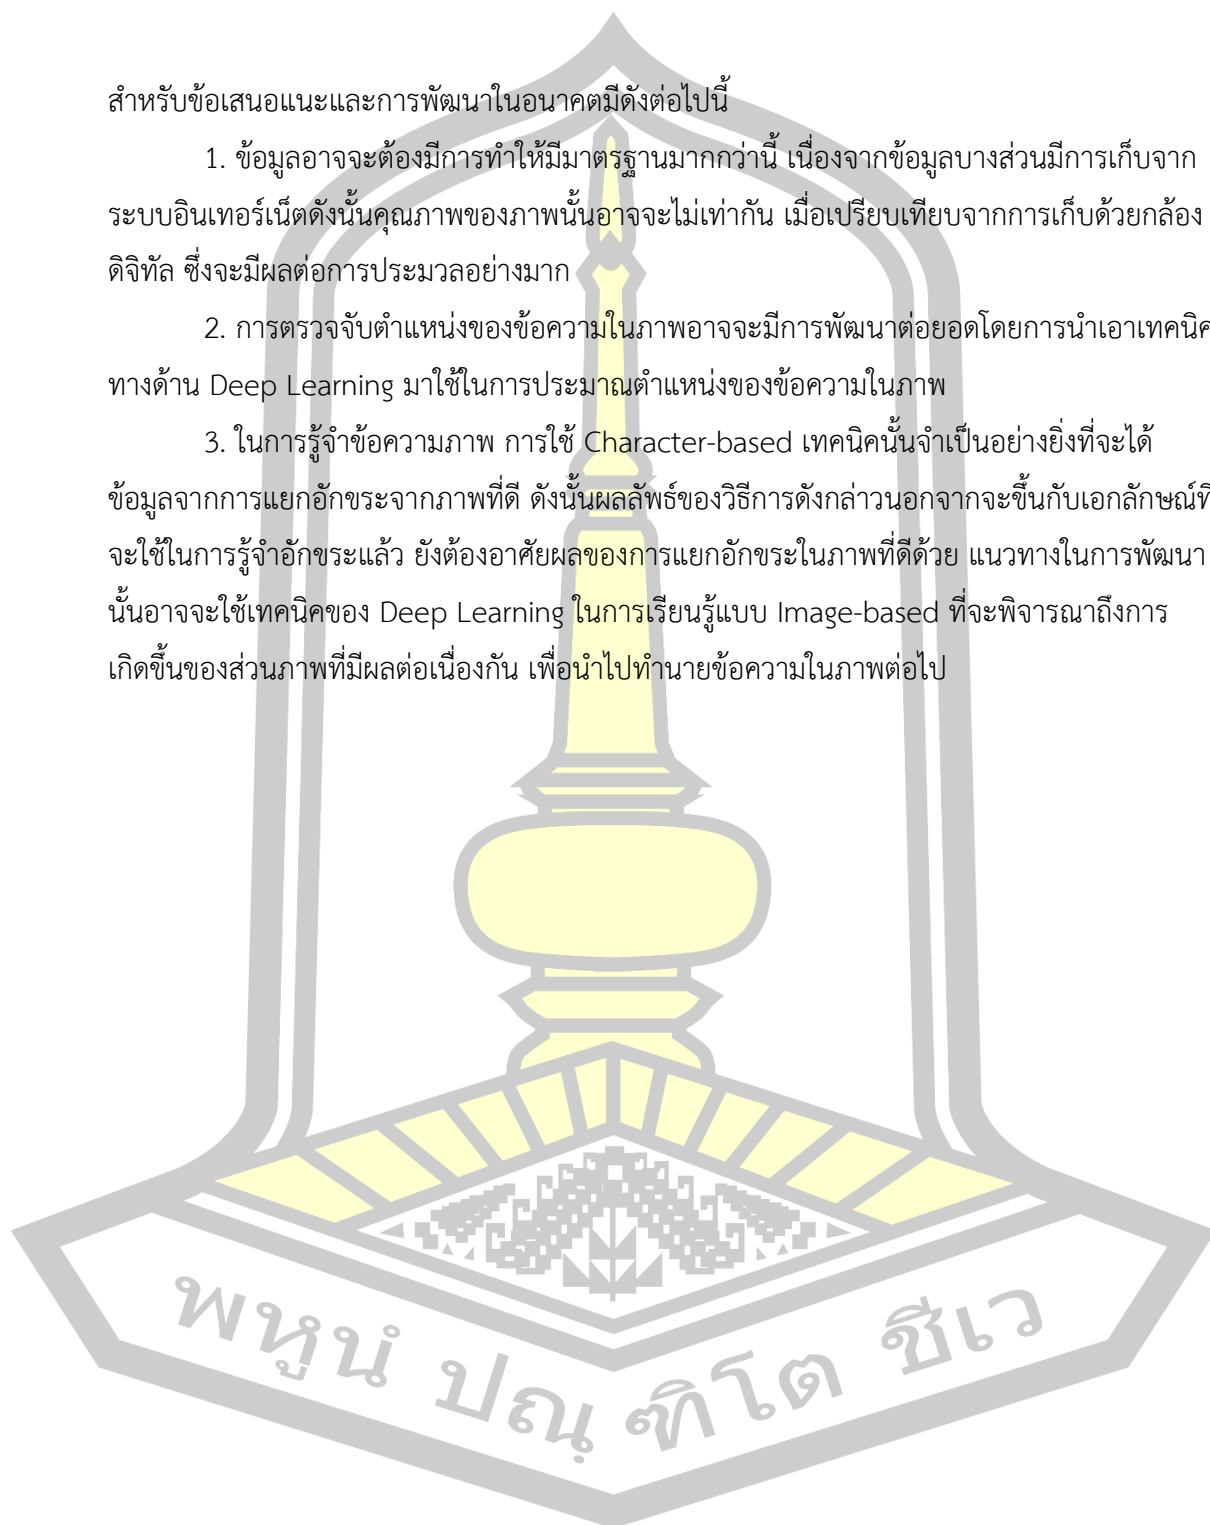 สำหรับข้อเสนอแนะและการพัฒนาในอนาคตมีดังต่อไปนี้
1. ข้อมูลอาจจะต้องมีการทำให้มีมาตรฐานมากกว่านี้ เนื่องจากข้อมูลบางส่วนมีการเก็บจาก
ระบบอินเทอร์เน็ตดังนั้นคุณภาพของภาพนั้นอาจจะไม่เท่ากัน เมื่อเปรียบเทียบจากการเก็บด้วยกล้อง
ดิจิทัล ซึ่งจะมีผลต่อการประมวลอย่างมาก
2. การตรวจจับตำแหน่งของข้อความในภาพอาจจะมีการพัฒนาต่อยอดโดยการนำเอาเทคนิค
ทางด้าน Deep Learning มาใช้ในการประมาณตำแหน่งของข้อความในภาพ
3. ในการรู้จำข้อความภาพ การใช้ Character-based เทคนิคนั้นจำเป็นอย่างยิ่งที่จะได้
ข้อมูลจากการแยกอักขระจากภาพที่ดี ดังนั้นผลลัพธ์ของวิธีการดังกล่าวนอกจากจะขึ้นกับเอกลักษณ์ที่
จะใช้ในการรู้จำอักขระแล้ว ยังต้องอาศัยผลของการแยกอักขระในภาพที่ดีด้วย แนวทางในการพัฒนา
นั้นอาจจะใช้เทคนิคของ Deep Learning ในการเรียนรู้แบบ Image-based ที่จะพิจารณาถึงการ
เกิดขึ้นของส่วนภาพที่มีผลต่อเนื่องกัน เพื่อนำไปทำนายข้อความในภาพต่อไป
พหูนํ ปณฺ ฑิโต ชีเว